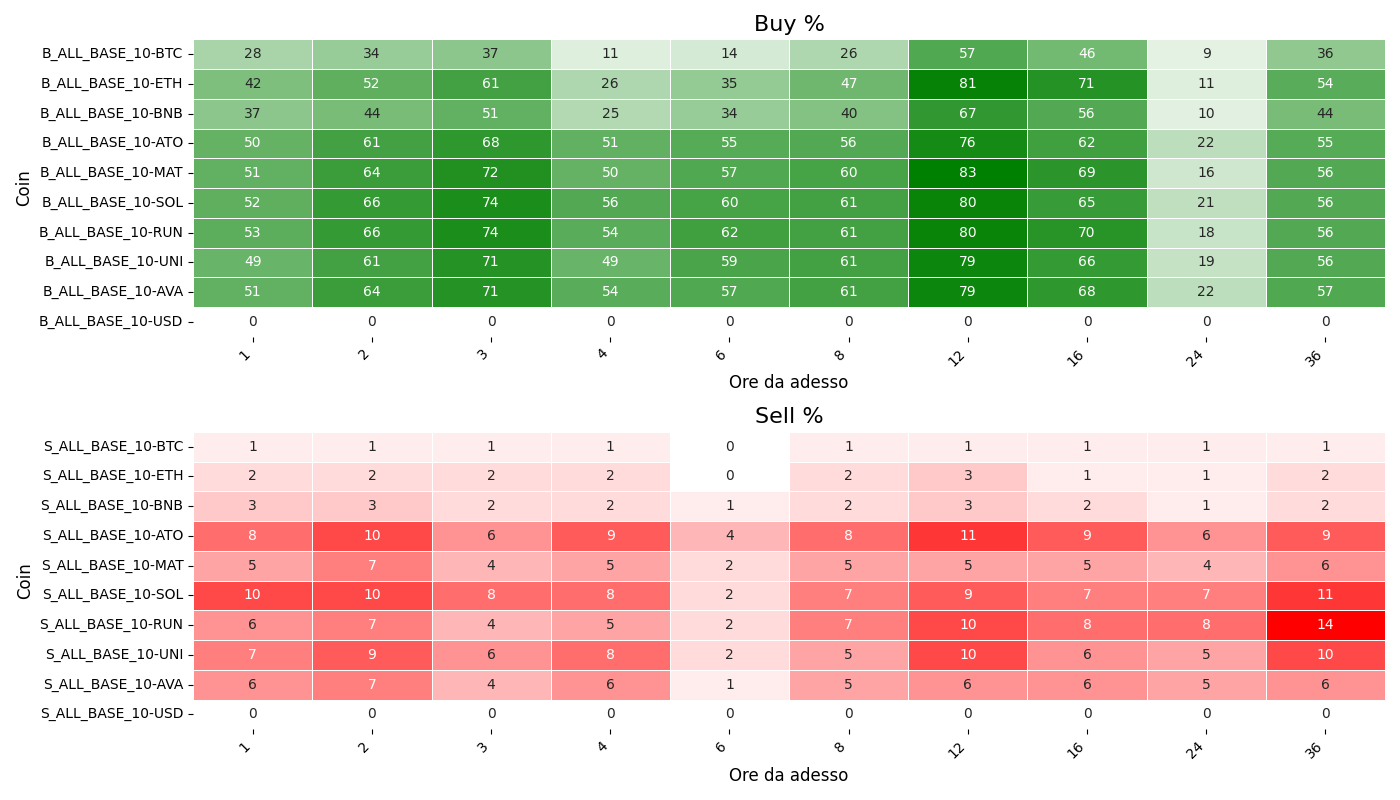 Buy %
Coin
B_ALL_BASE_10-BTC 28 34 37 11 14 26 57 46 9 36
B_ALL_BASE_10-ETH 42 52 61 26 35 47 81 71 11 54
B_ALL_BASE_10-BNB 37 44 51 25 34 40 67 56 10 44
B_ALL_BASE_10-ATO 50 61 68 51 55 56 76 62 22 55
B_ALL_BASE_10-MAT 51 64 72 50 57 60 83 69 16 56
B_ALL_BASE_10-SOL 52 66 74 56 60 61 80 65 21 56
B_ALL_BASE_10-RUN 53 66 74 54 62 61 80 70 18 56
B_ALL_BASE_10-UNI 49 61 71 49 59 61 79 66 19 56
B_ALL_BASE_10-AVA 51 64 71 54 57 61 79 68 22 57
B_ALL_BASE_10-USD 0 0 0 0 0 0 0 0 0 0
1 2 3 4 6 8 12 16 24 36
Ore da adesso
Sell %
Coin
S_ALL_BASE_10-BTC 1 1 1 1 0 1 1 1 1 1
S_ALL_BASE_10-ETH 2 2 2 2 0 2 3 1 1 2
S_ALL_BASE_10-BNB 3 3 2 2 1 2 3 2 1 2
S_ALL_BASE_10-ATO 8 10 6 9 4 8 11 9 6 9
S_ALL_BASE_10-MAT 5 7 4 5 2 5 5 5 4 6
S_ALL_BASE_10-SOL 10 10 8 8 2 7 9 7 7 11
S_ALL_BASE_10-RUN 6 7 4 5 2 7 10 8 8 14
S_ALL_BASE_10-UNI 7 9 6 8 2 5 10 6 5 10
S_ALL_BASE_10-AVA 6 7 4 6 1 5 6 6 5 6
S_ALL_BASE_10-USD 0 0 0 0 0 0 0 0 0 0
1 2 3 4 6 8 12 16 24 36
Ore da adesso